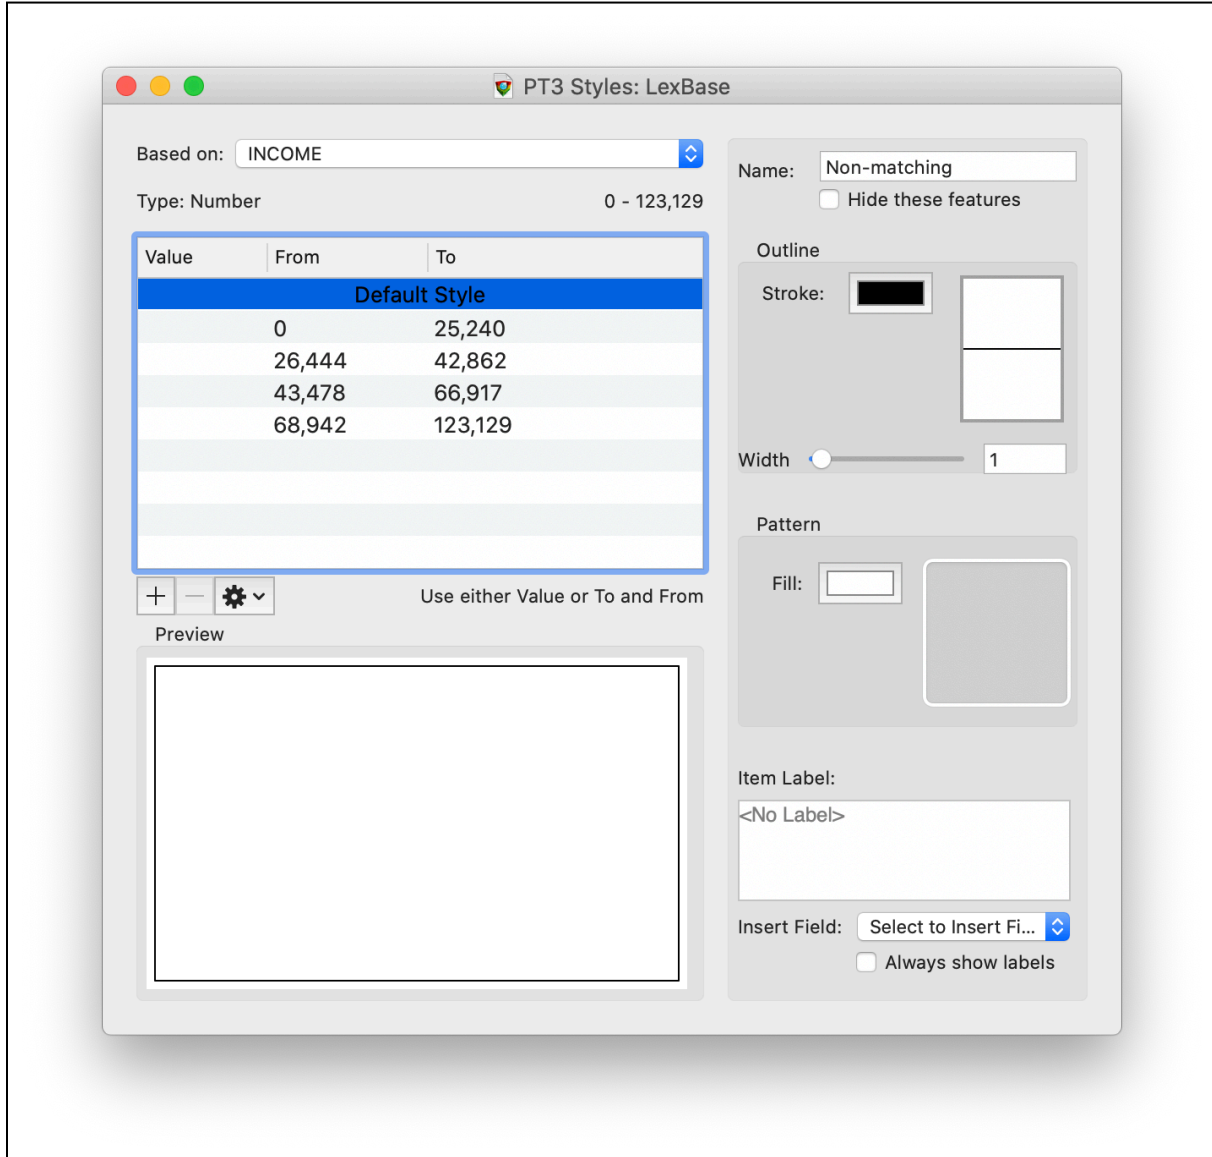 PT3 Styles: LexBase
Based on: INCOME
Type: Number 0 - 123,129
Value From To
Default Style
0 25,240
26,444 42,862
43,478 66,917
68,942 123,129
Use either Value or To and From
Preview
Name: Non-matching
Hide these features
Outline
Stroke:
Width 1
Pattern
Fill:
Item Label:
<No Label>
Insert Field: Select to Insert Fi...
Always show labels